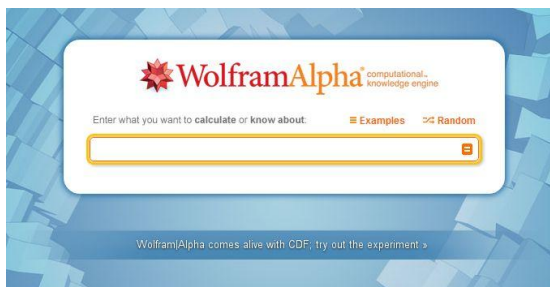 WolframAlpha computational knowledge engine
Enter what you want to calculate or know about:
Examples
Random
Wolfram|Alpha comes alive with CDF; try out the experiment »